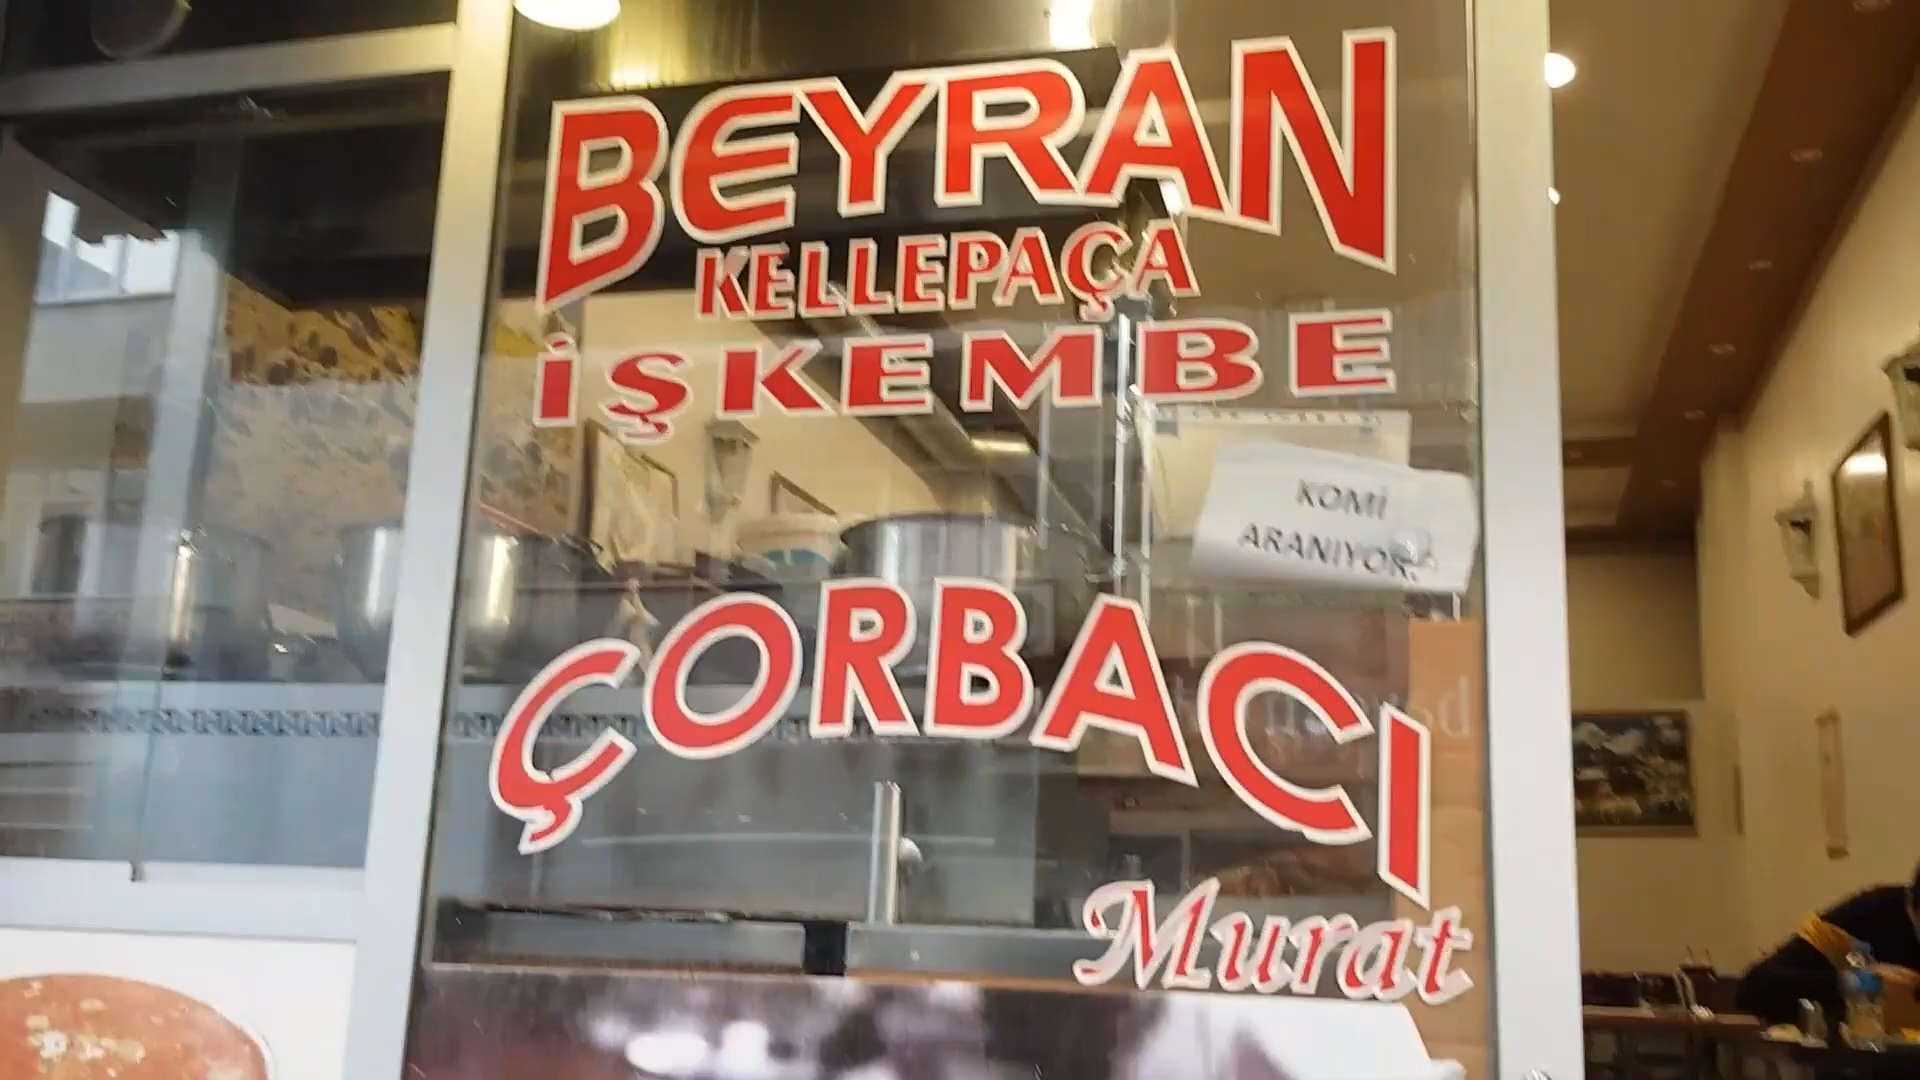 BEYRAN
KELLEPAÇA
İŞKEMBE
KOMİ
ARANIYOR
ÇORBACI
Murat